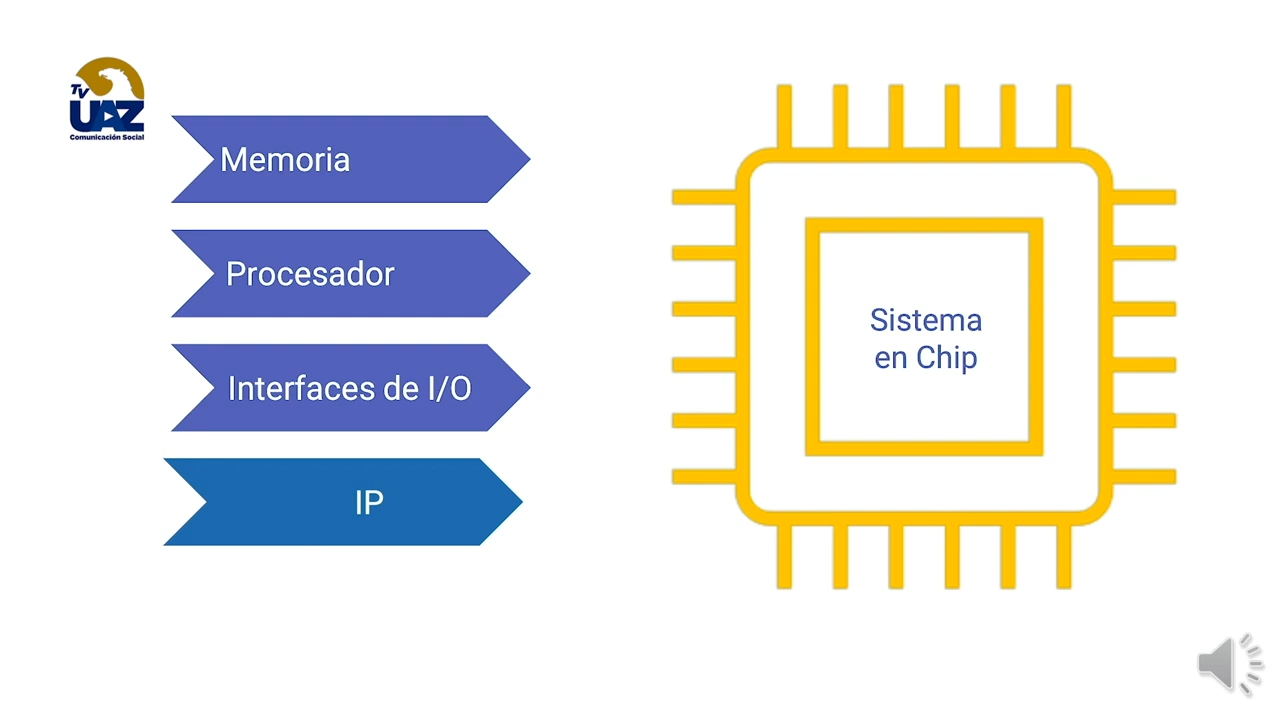 TV
UAZ
Comunicación Social
Memoria
Procesador
Interfaces de I/O
IP
Sistema
en Chip